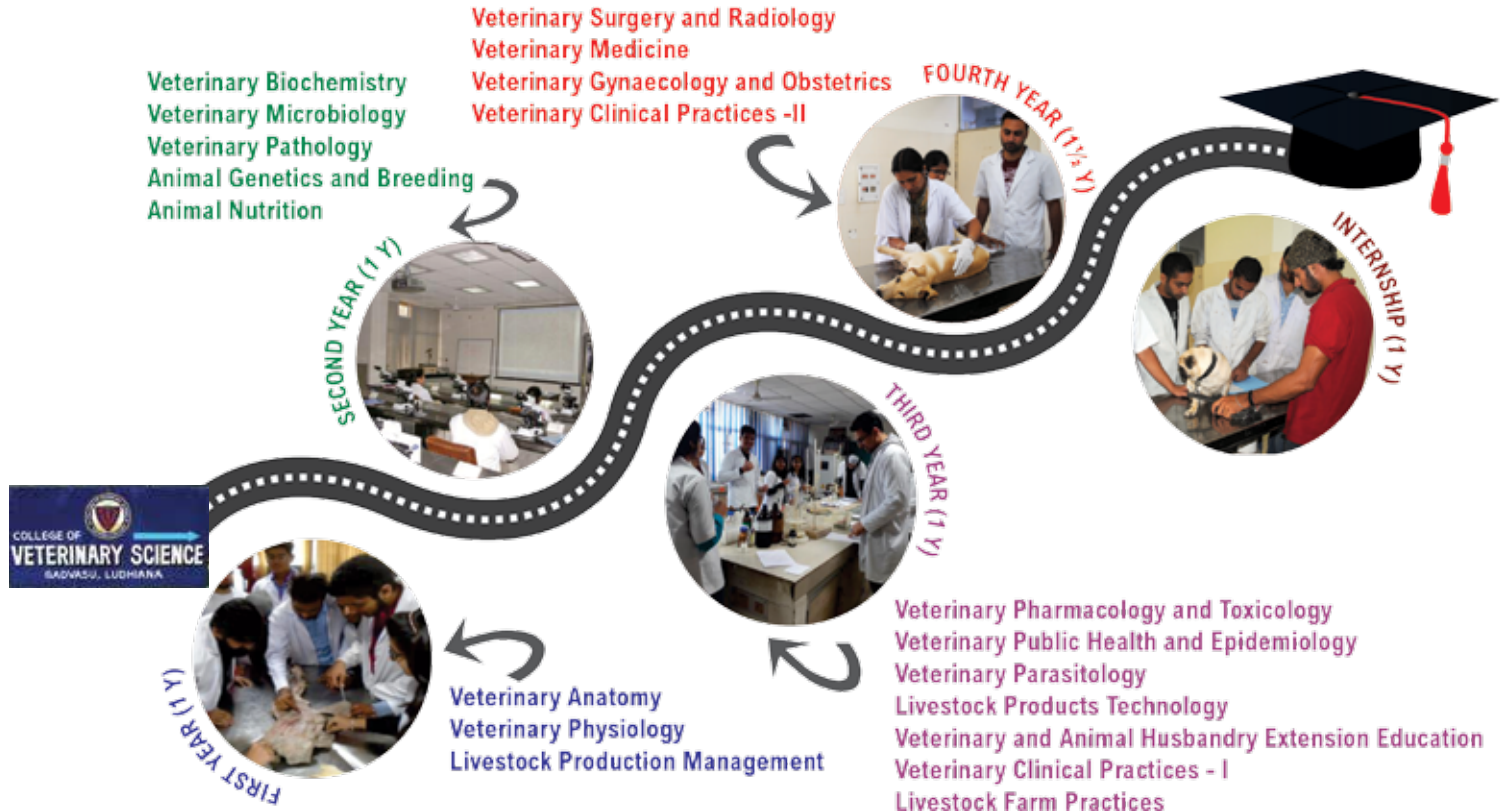 COLLEGE OF
VETERINARY SCIENCE
GADVASU, LUDHIANA
FIRST YEAR (1 Y)
Veterinary Anatomy
Veterinary Physiology
Livestock Production Management
SECOND YEAR (1 Y)
Veterinary Biochemistry
Veterinary Microbiology
Veterinary Pathology
Animal Genetics and Breeding
Animal Nutrition
THIRD YEAR (1 Y)
Veterinary Pharmacology and Toxicology
Veterinary Public Health and Epidemiology
Veterinary Parasitology
Livestock Products Technology
Veterinary and Animal Husbandry Extension Education
Veterinary Clinical Practices - I
Livestock Farm Practices
FOURTH YEAR (1½ Y)
Veterinary Surgery and Radiology
Veterinary Medicine
Veterinary Gynaecology and Obstetrics
Veterinary Clinical Practices -II
INTERNSHIP (1 Y)